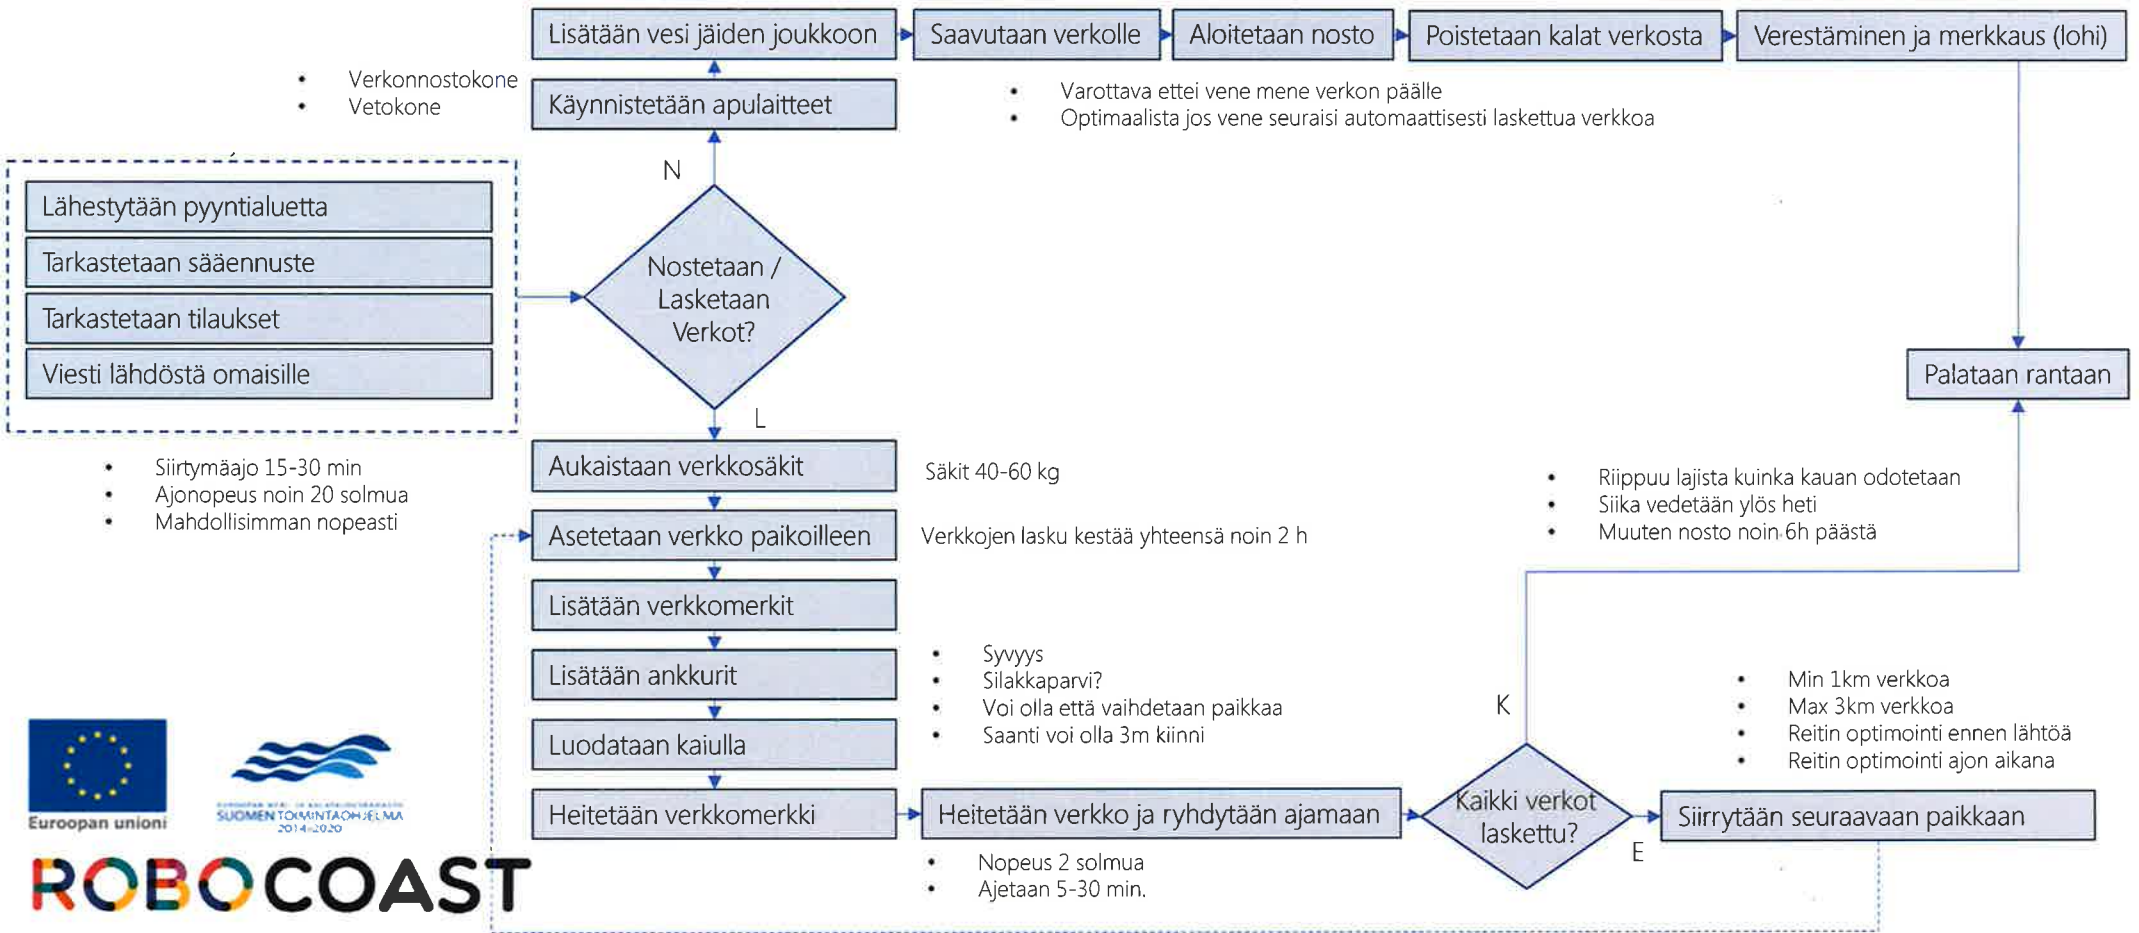 Lisätään vesi jäiden joukkoon
Saavutaan verkolle
Aloitetaan nosto
Poistetaan kalat verkosta
Verestäminen ja merkkaus (lohi)
• Verkonnostokone
• Vetokone
Käynnistetään apulaitteet
• Varottava ettei vene mene verkon päälle
• Optimaalista jos vene seuraisi automaattisesti laskettua verkkoa
N
Lähestytään pyyntialuetta
Tarkastetaan sääennuste
Tarkastetaan tilaukset
Viesti lähdöstä omaisille
Nostetaan /
Lasketaan
Verkot?
Palataan rantaan
L
• Siirtymäajo 15-30 min
• Ajonopeus noin 20 solmua
• Mahdollisimman nopeasti
Aukaistaan verkkosäkit
Säkit 40-60 kg
• Riippuu lajista kuinka kauan odotetaan
• Siika vedetään ylös heti
• Muuten nosto noin 6h päästä
Asetetaan verkko paikoilleen
Verkkojen lasku kestää yhteensä noin 2 h
Lisätään verkkomerkit
Lisätään ankkurit
• Syvyys
• Silakkaparvi?
• Voi olla että vaihdetaan paikkaa
• Saanti voi olla 3m kiinni
Luodataan kaiulla
K
• Min 1km verkkoa
• Max 3km verkkoa
• Reitin optimointi ennen lähtöä
• Reitin optimointi ajon aikana
Heitetään verkkomerkki
Heitetään verkko ja ryhdytään ajamaan
Kaikki verkot
laskettu?
E
Siirrytään seuraavaan paikkaan
• Nopeus 2 solmua
• Ajetaan 5-30 min.
Euroopan unioni
EUROOPAN MERI- JA KALATALOUSRAHASTO
SUOMEN TOIMINTAOHJELMA
2014-2020
ROBOCOAST